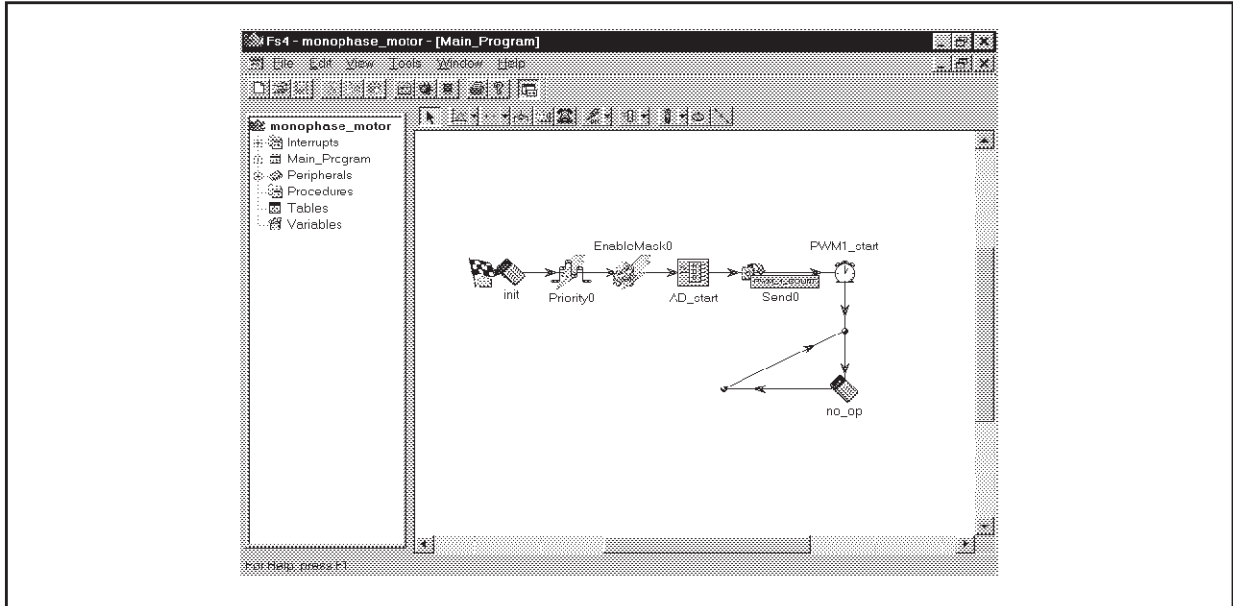 Fs4 - monophase_motor - [Main_Program]
File Edit View Tools Window Help
monophase_motor
Interrupts
Main_Program
Peripherals
Procedures
Tables
Variables
EnableMask0
PWM1_start
init
Priority0
AD_start
Send0
no_op
For Help, press F1